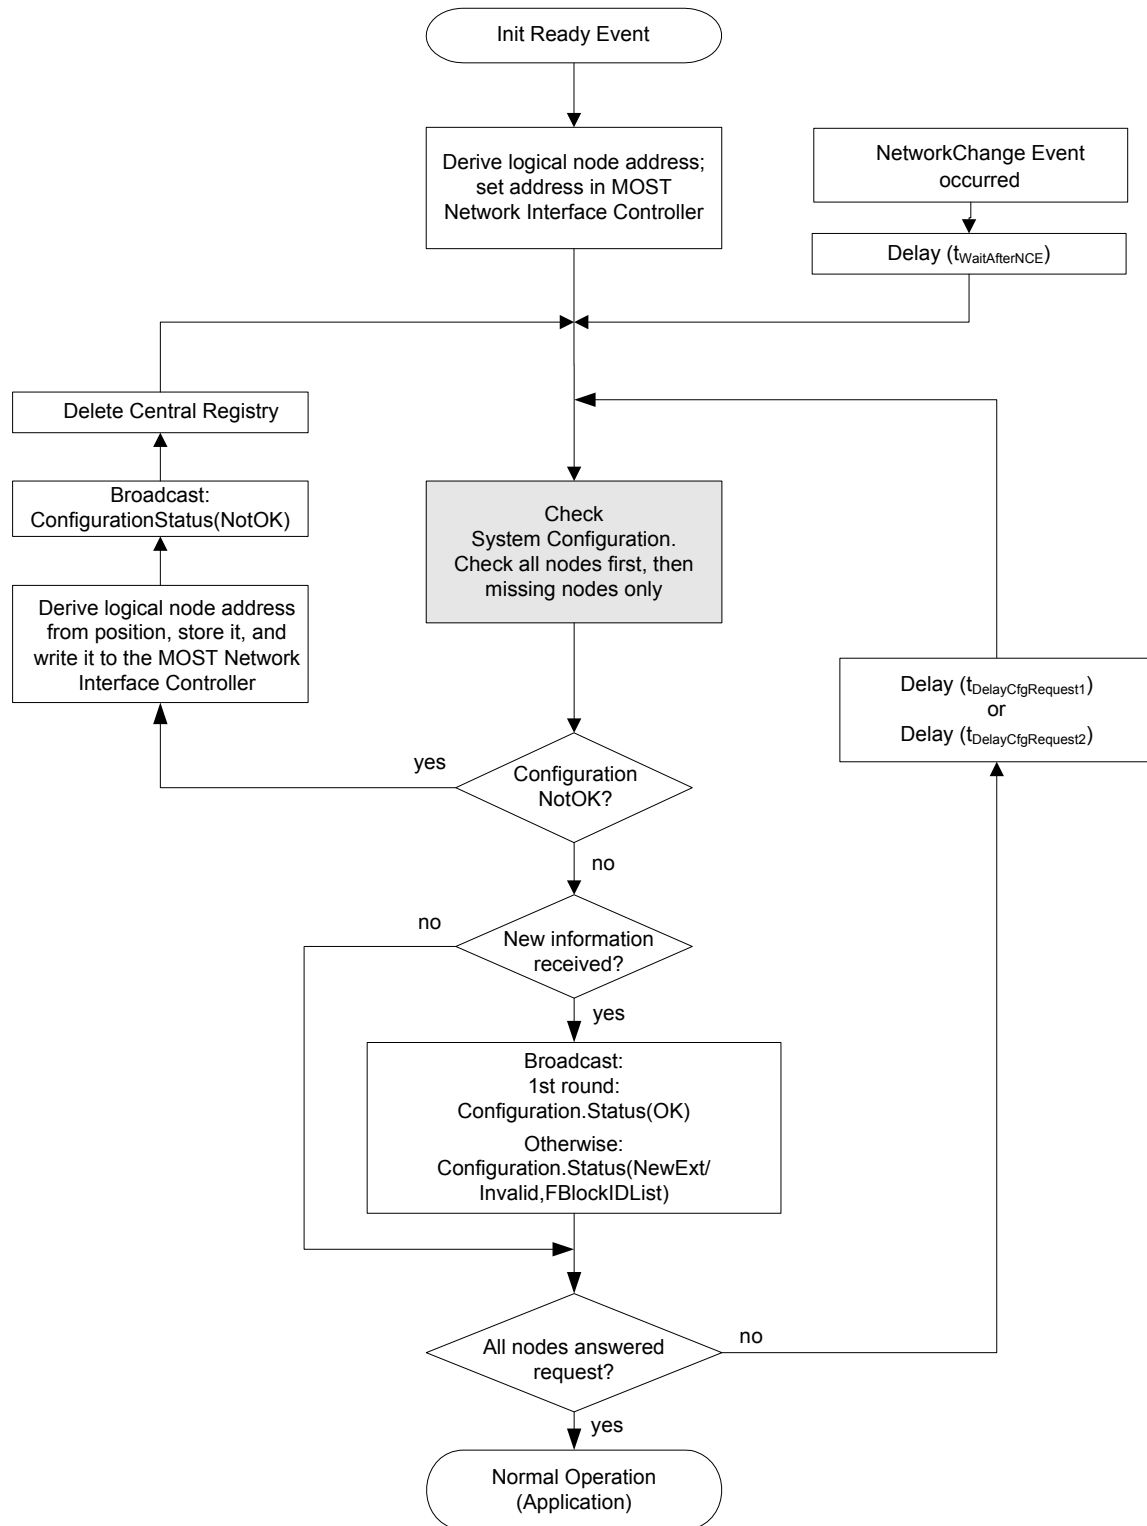 Init Ready Event
Derive logical node address;
set address in MOST
Network Interface Controller
NetworkChange Event
occurred
Delay (tWaitAfterNCE)
Delete Central Registry
Broadcast:
ConfigurationStatus(NotOK)
Derive logical node address
from position, store it, and
write it to the MOST Network
Interface Controller
Check
System Configuration.
Check all nodes first, then
missing nodes only
Delay (tDelayCfgRequest1)
or
Delay (tDelayCfgRequest2)
yes
Configuration
NotOK?
no
no
New information
received?
yes
Broadcast:
1st round:
Configuration.Status(OK)
Otherwise:
Configuration.Status(NewExt/
Invalid,FBlockIDList)
All nodes answered
request?
no
yes
Normal Operation
(Application)